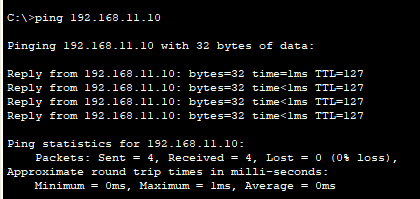 C:\>ping 192.168.11.10
Pinging 192.168.11.10 with 32 bytes of data:
Reply from 192.168.11.10: bytes=32 time=1ms TTL=127
Reply from 192.168.11.10: bytes=32 time<1ms TTL=127
Reply from 192.168.11.10: bytes=32 time<1ms TTL=127
Reply from 192.168.11.10: bytes=32 time<1ms TTL=127
Ping statistics for 192.168.11.10:
    Packets: Sent = 4, Received = 4, Lost = 0 (0% loss),
Approximate round trip times in milli-seconds:
    Minimum = 0ms, Maximum = 1ms, Average = 0ms